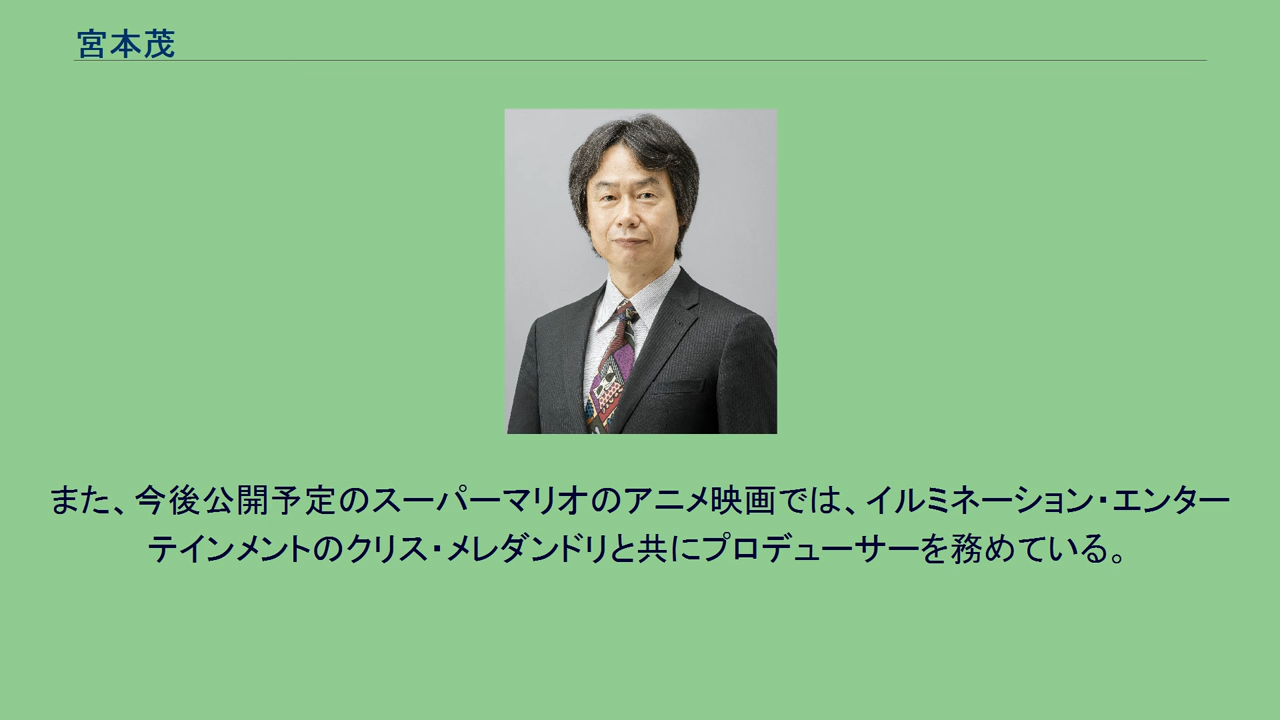 宮本茂
また、今後公開予定のスーパーマリオのアニメ映画では、イルミネーション・エンター
テインメントのクリス・メレダンドリと共にプロデューサーを務めている。